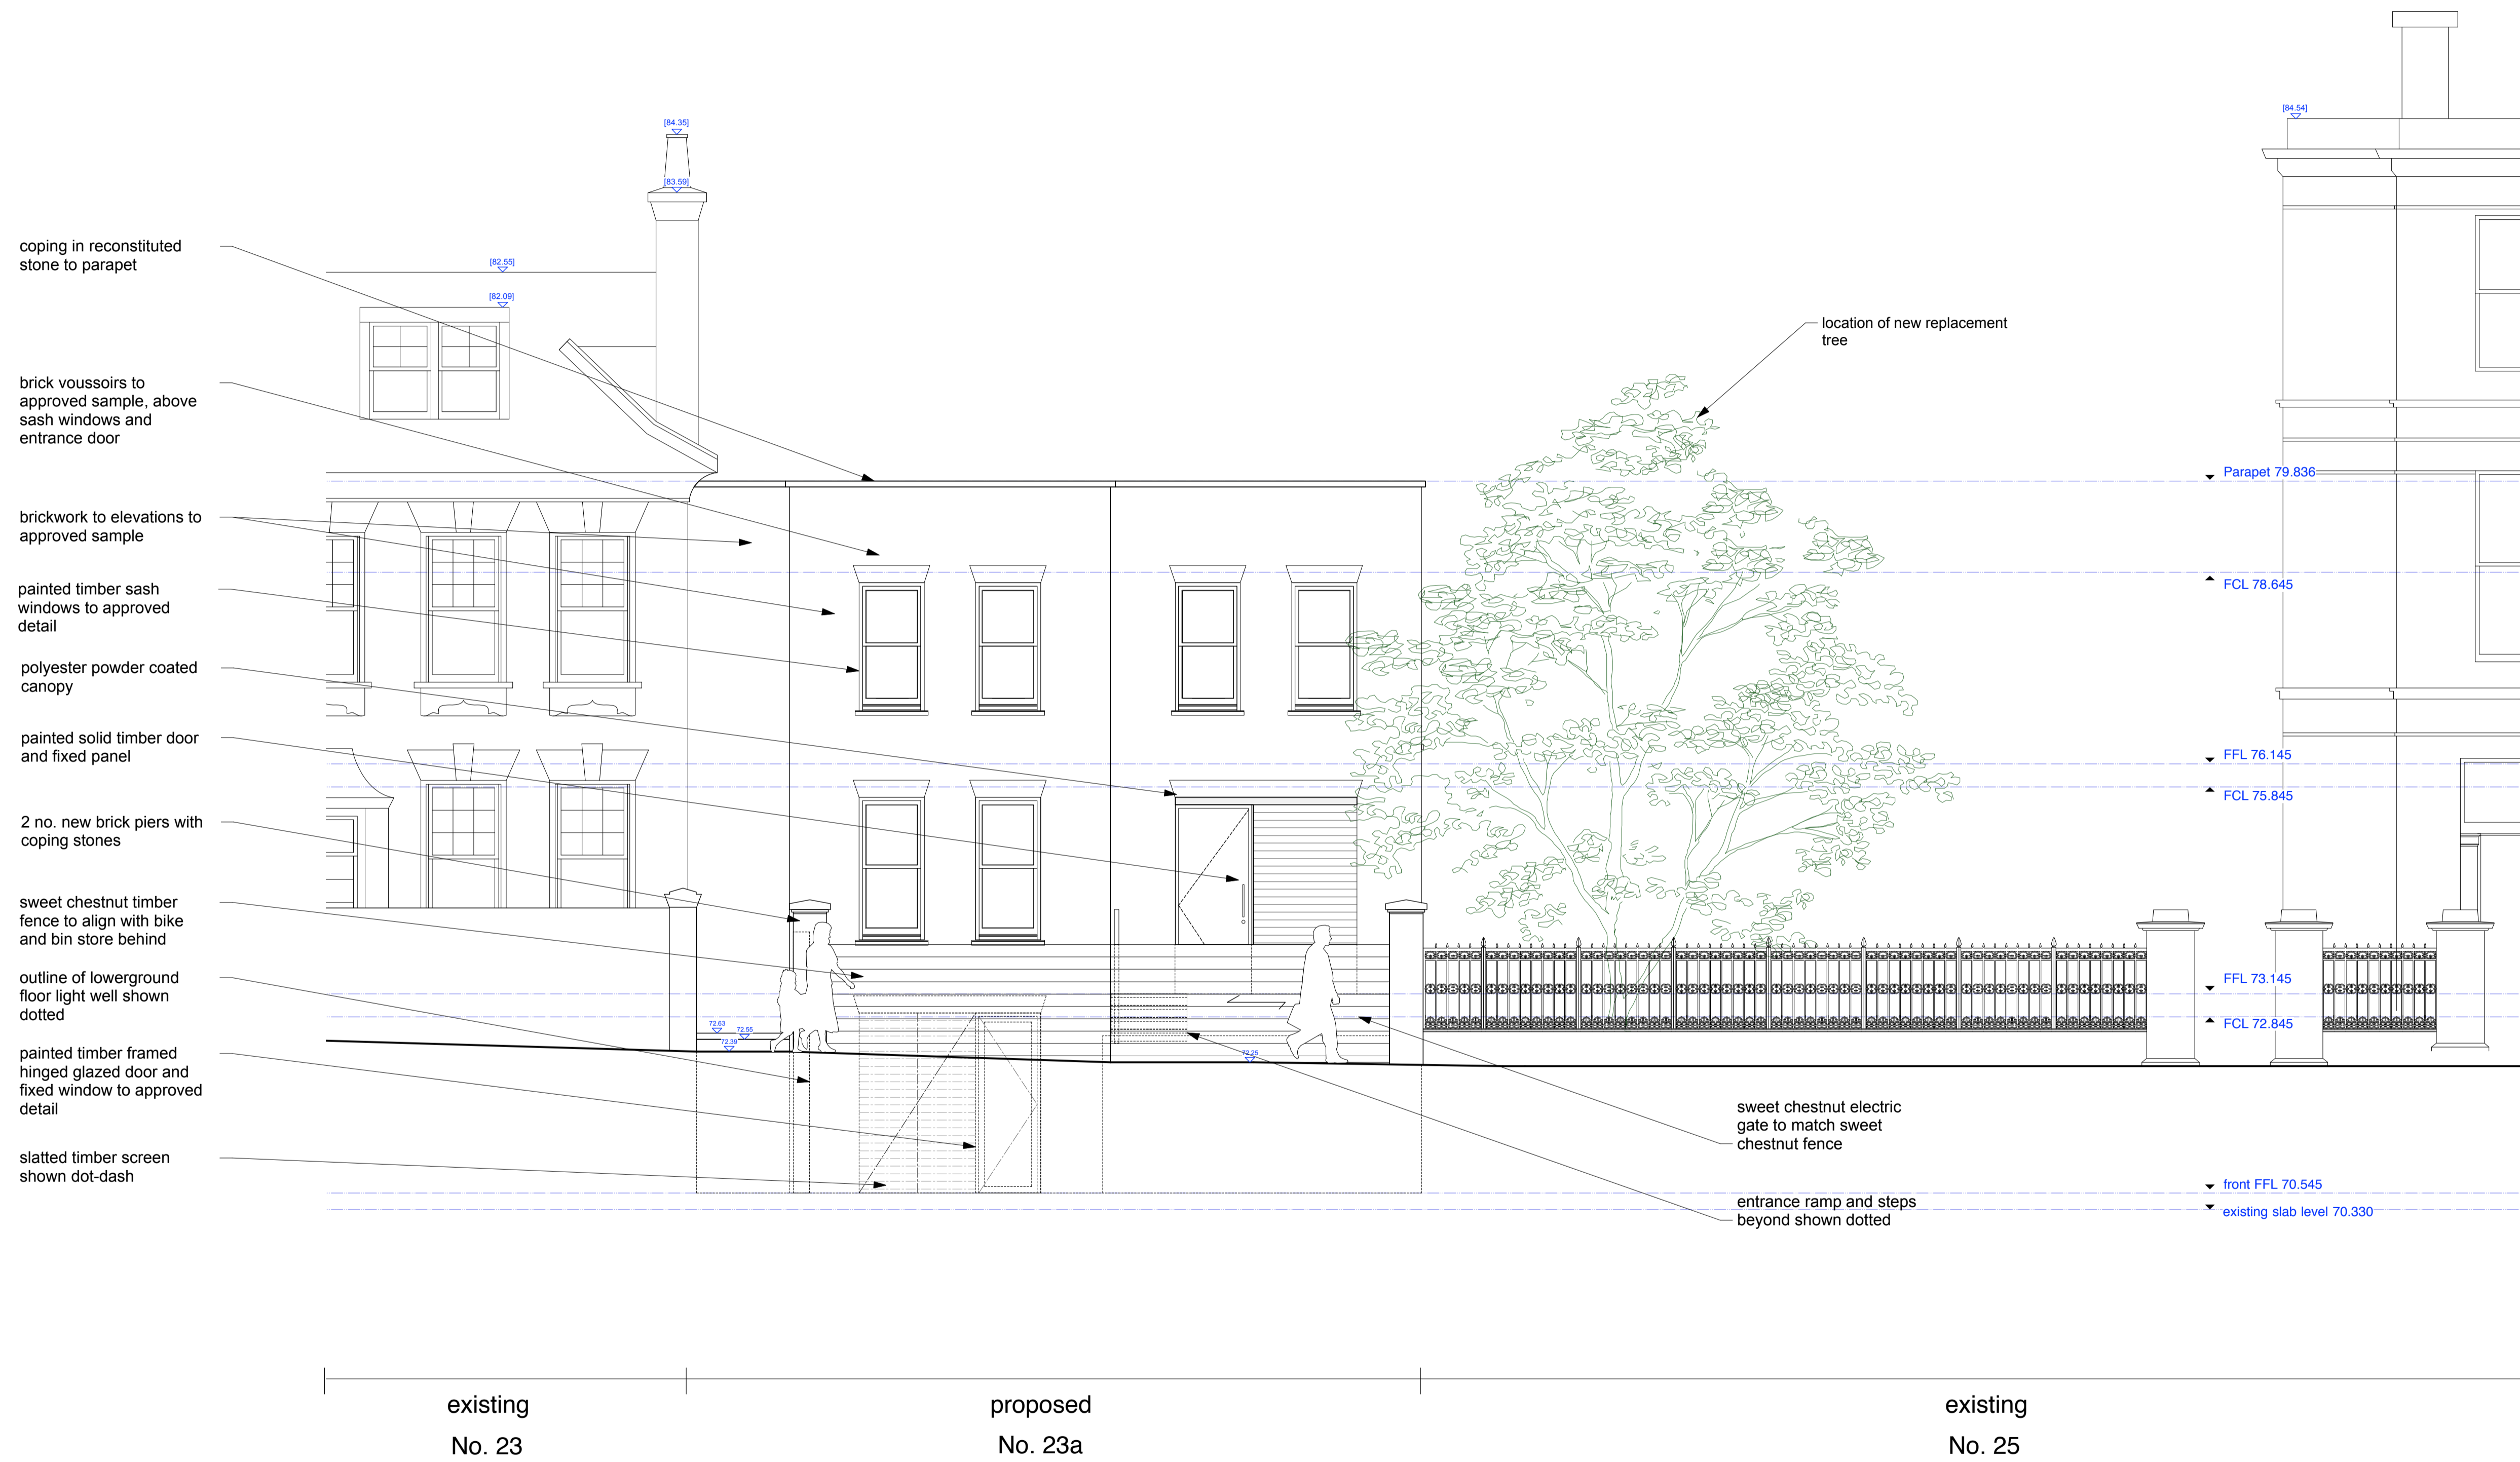 [84.35]
[83.59]
[82.55]
[82.09]
[84.54]
coping in reconstituted
stone to parapet
brick voussoirs to
approved sample, above
sash windows and
entrance door
brickwork to elevations to
approved sample
painted timber sash
windows to approved
detail
polyester powder coated
canopy
painted solid timber door
and fixed panel
2 no. new brick piers with
coping stones
sweet chestnut timber
fence to align with bike
and bin store behind
outline of lowerground
floor light well shown
dotted
painted timber framed
hinged glazed door and
fixed window to approved
detail
slatted timber screen
shown dot-dash
72.63
72.55
72.39
72.25
location of new replacement
tree
sweet chestnut electric
gate to match sweet
chestnut fence
entrance ramp and steps
beyond shown dotted
Parapet 79.836
FCL 78.645
FFL 76.145
FCL 75.845
FFL 73.145
FCL 72.845
front FFL 70.545
existing slab level 70.330
existing
No. 23
proposed
No. 23a
existing
No. 25